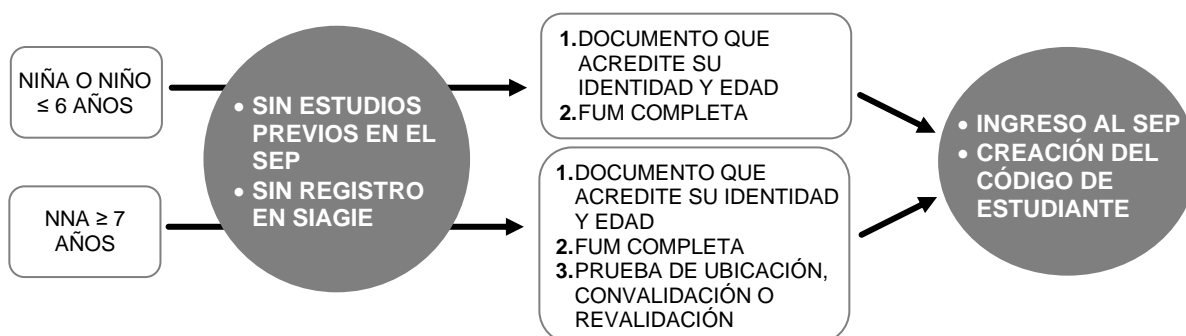 NIÑA O NIÑO
≤ 6 AÑOS
NNA ≥ 7
AÑOS
• SIN ESTUDIOS
PREVIOS EN EL
SEP
• SIN REGISTRO
EN SIAGIE
1.DOCUMENTO QUE
ACREDITE SU
IDENTIDAD Y EDAD
2.FUM COMPLETA
1.DOCUMENTO QUE
ACREDITE SU IDENTIDAD
Y EDAD
2.FUM COMPLETA
3.PRUEBA DE UBICACIÓN,
CONVALIDACIÓN O
REVALIDACIÓN
• INGRESO AL SEP
• CREACIÓN DEL
CÓDIGO DE
ESTUDIANTE